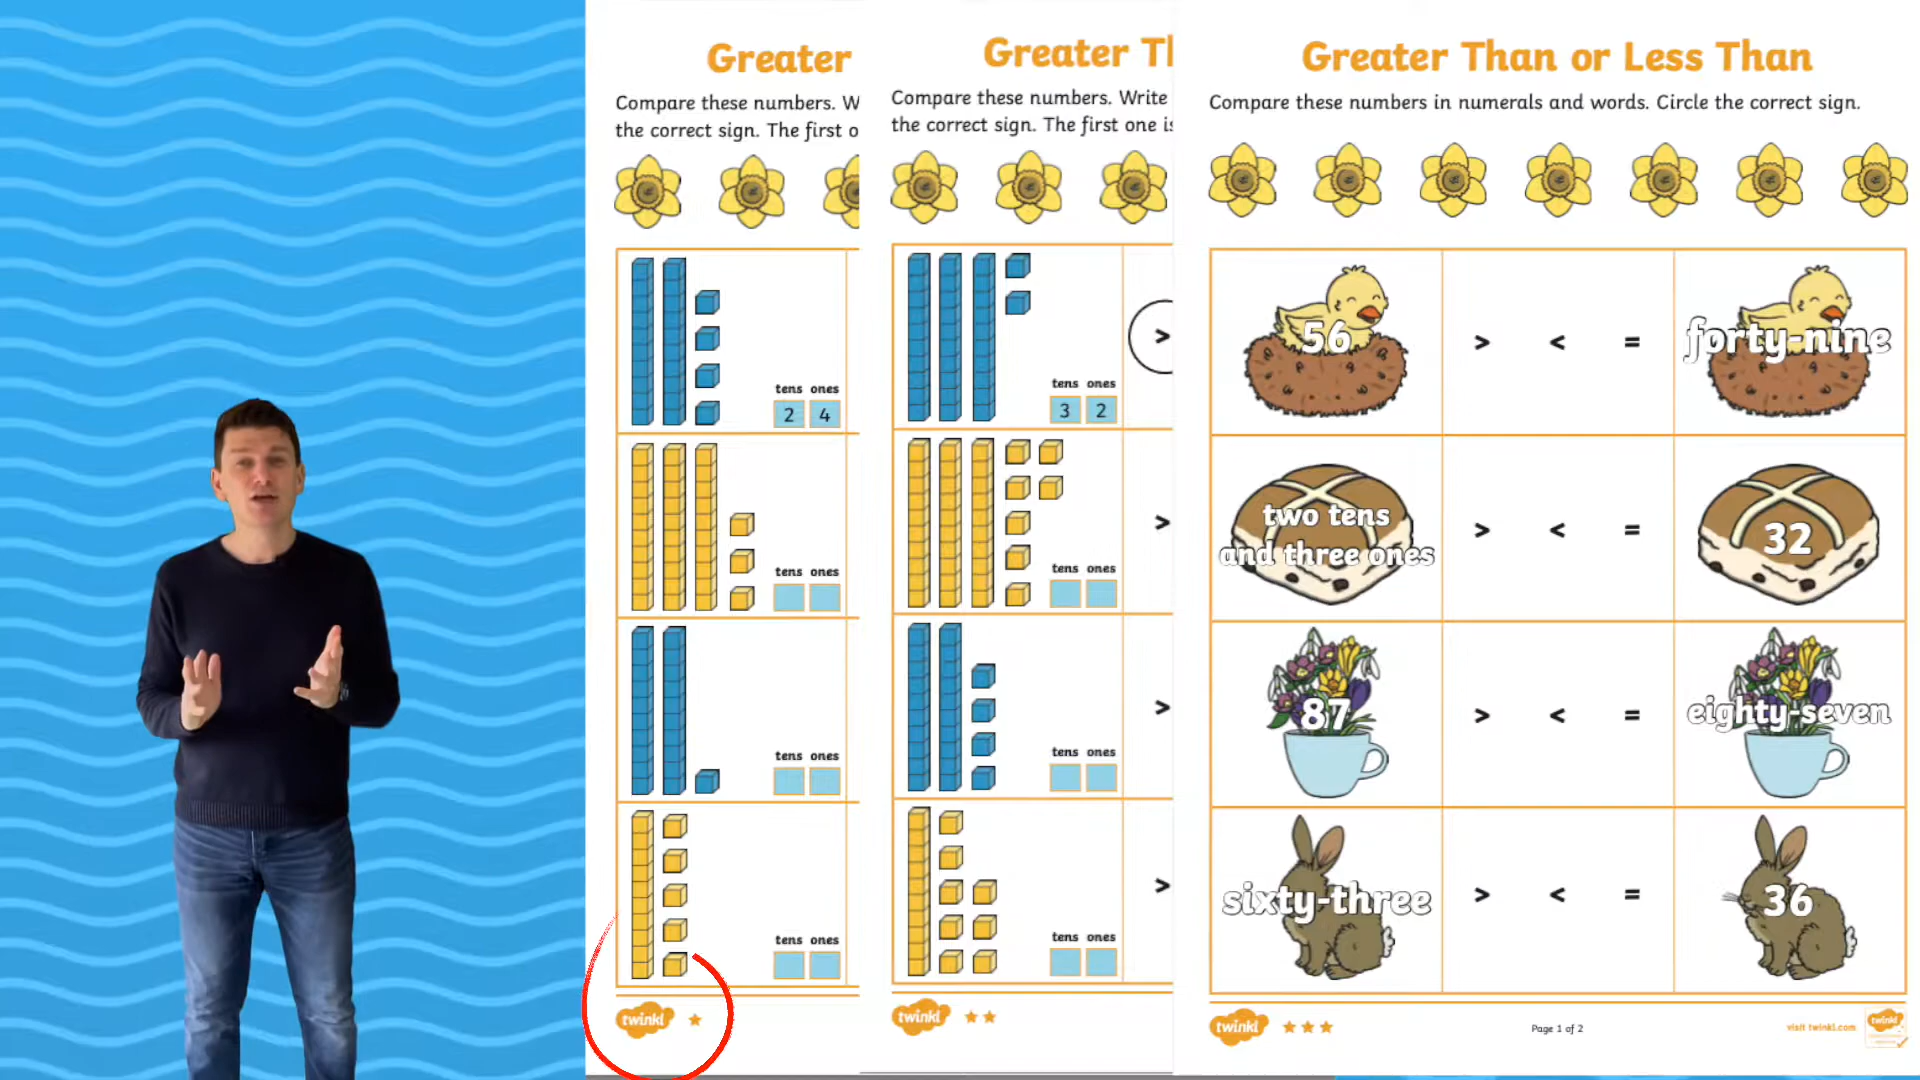 Greater
Compare these numbers. W
the correct sign. The first o
tens ones
2 4
tens ones
tens ones
tens ones
twinkl
Greater Th
Compare these numbers. Write
the correct sign. The first one is
>
tens ones
3 2
>
tens ones
>
tens ones
>
tens ones
twinkl
Greater Than or Less Than
Compare these numbers in numerals and words. Circle the correct sign.
56 > < = forty-nine
two tens
and three ones > < = 32
87 > < = eighty-seven
sixty-three > < = 36
twinkl
Page 1 of 2
visit twinkl.com
twinkl